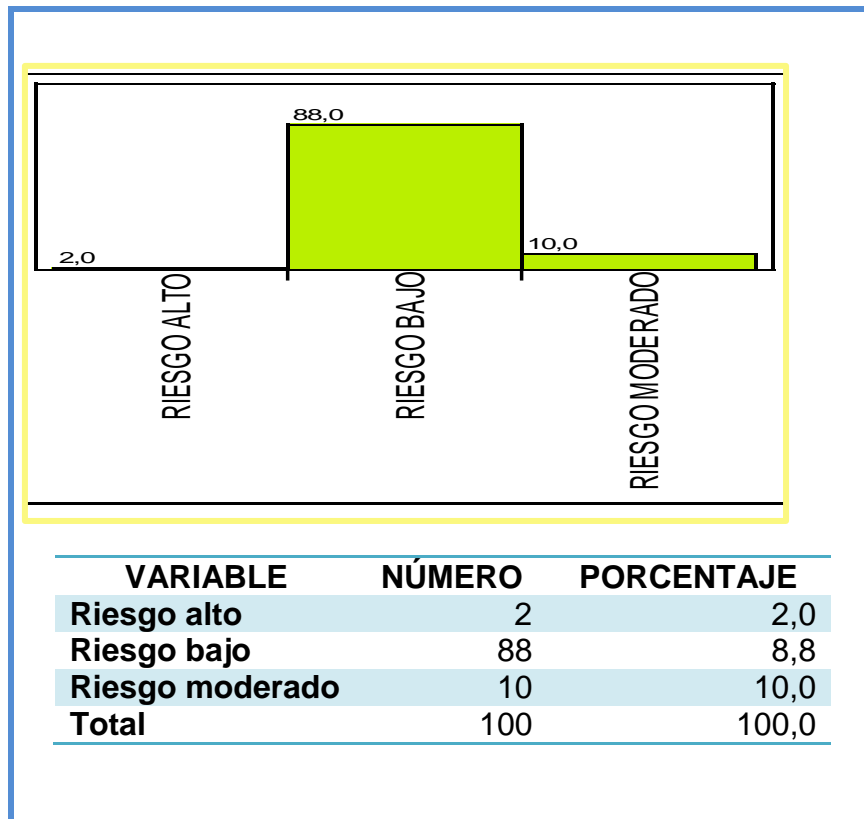 88,0
10,0
2,0
RIESGO ALTO
RIESGO BAJO
RIESGO MODERADO
VARIABLE NÚMERO PORCENTAJE
Riesgo alto 2 2,0
Riesgo bajo 88 8,8
Riesgo moderado 10 10,0
Total 100 100,0